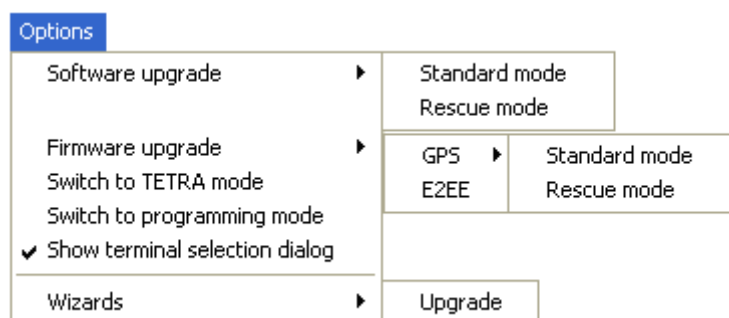 Options
Software upgrade Standard mode
Rescue mode
Firmware upgrade GPS Standard mode
Switch to TETRA mode E2EE Rescue mode
Switch to programming mode
Show terminal selection dialog
Wizards Upgrade